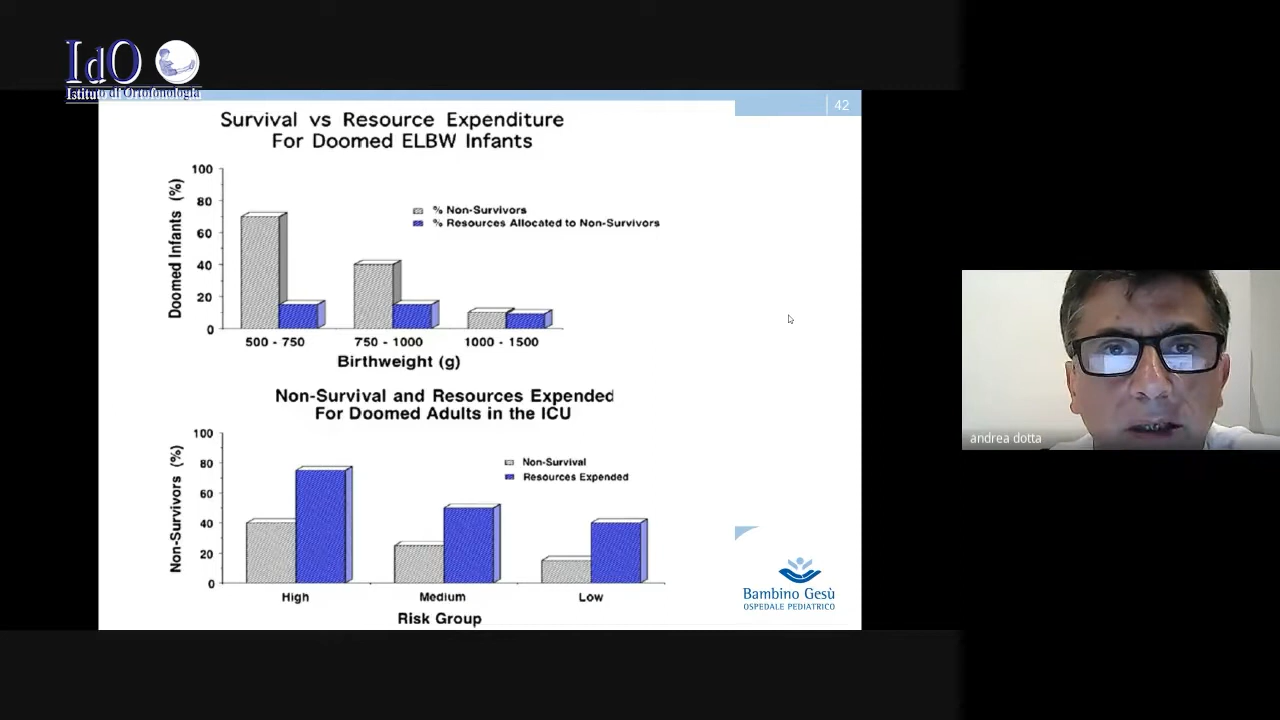 IdO
Istituto di Ortofonologia
42
Survival vs Resource Expenditure
For Doomed ELBW Infants
Doomed Infants (%)
100
80
60
40
20
0
% Non-Survivors
% Resources Allocated to Non-Survivors
500 - 750
750 - 1000
1000 - 1500
Birthweight (g)
Non-Survival and Resources Expended
For Doomed Adults in the ICU
Non-Survivors (%)
100
80
60
40
20
0
Non-Survival
Resources Expended
High
Medium
Low
Risk Group
Bambino Gesù
OSPEDALE PEDIATRICO
andrea dotta